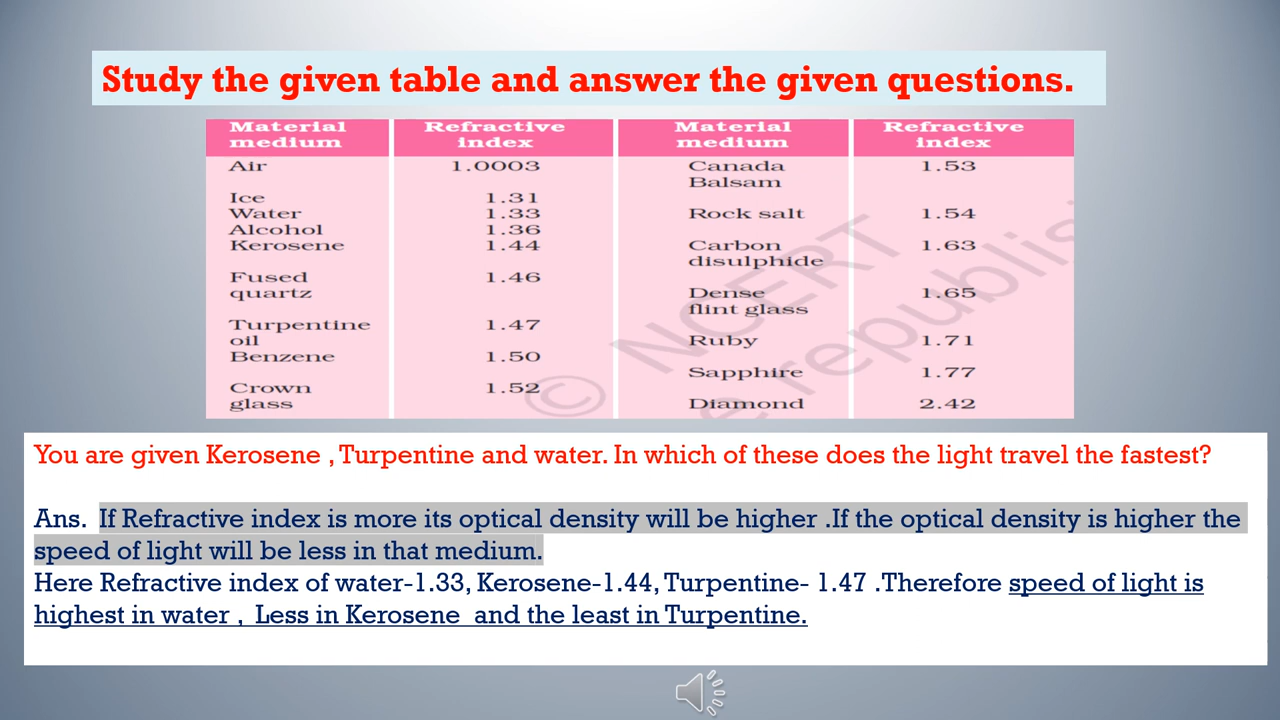 Study the given table and answer the given questions.
Material medium Refractive index Material medium Refractive index
Air 1.0003 Canada Balsam 1.53
Ice 1.31
Water 1.33 Rock salt 1.54
Alcohol 1.36
Kerosene 1.44 Carbon disulphide 1.63
Fused quartz 1.46 Dense flint glass 1.65
Turpentine oil 1.47 Ruby 1.71
Benzene 1.50 Sapphire 1.77
Crown glass 1.52 Diamond 2.42
© NCERT
e republis
You are given Kerosene , Turpentine and water. In which of these does the light travel the fastest?
Ans. If Refractive index is more its optical density will be higher .If the optical density is higher the
speed of light will be less in that medium.
Here Refractive index of water-1.33, Kerosene-1.44, Turpentine- 1.47 .Therefore speed of light is
highest in water , Less in Kerosene and the least in Turpentine.